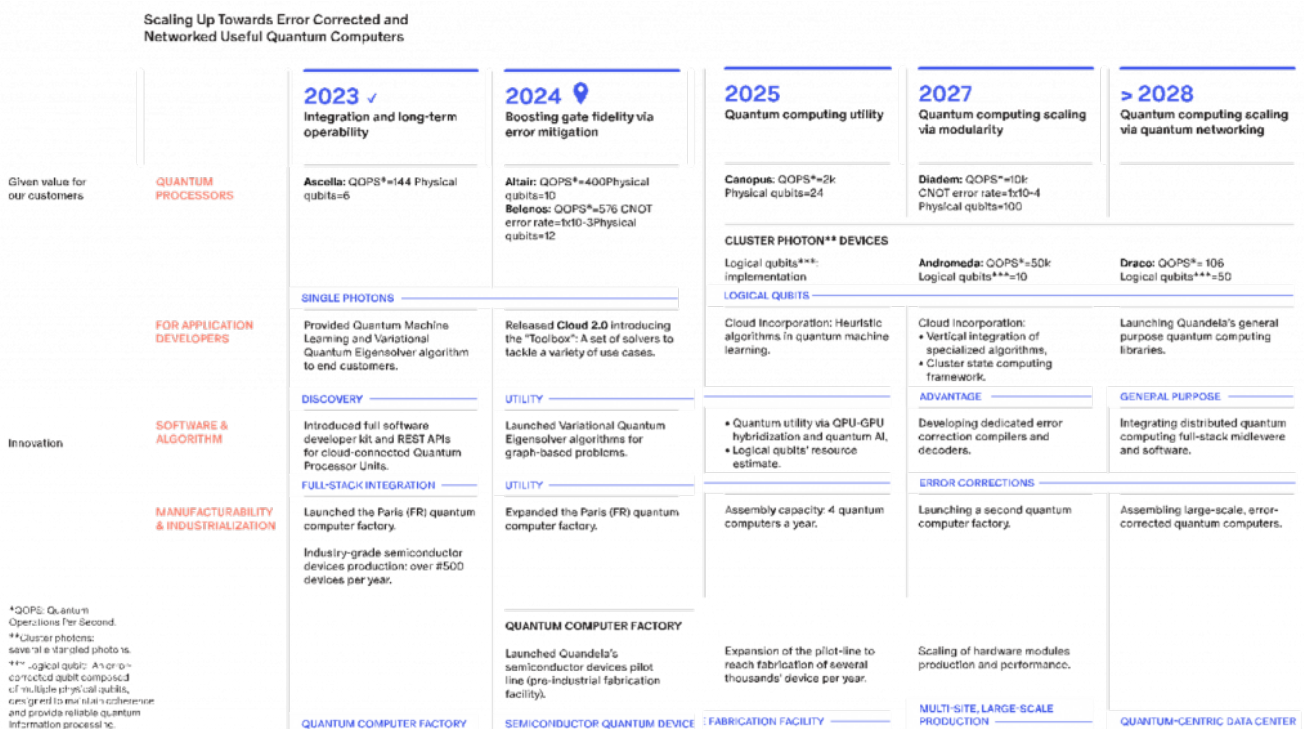 Scaling Up Towards Error Corrected and
Networked Useful Quantum Computers
2023 ✓
Integration and long-term
operability
2024
Boosting gate fidelity via
error mitigation
2025
Quantum computing utility
2027
Quantum computing scaling
via modularity
> 2028
Quantum computing scaling
via quantum networking
Given value for
our customers
QUANTUM
PROCESSORS
Ascella: QOPS*=144 Physical
qubits=6
Altair: QOPS*=400Physical
qubits=10
Belenos: QOPS*=576 CNOT
error rate=1x10-3Physical
qubits=12
Canopus: QOPS*=2k
Physical qubits=24
Diadem: QOPS*=10k
CNOT error rate=1x10-4
Physical qubits=100
CLUSTER PHOTON** DEVICES
Logical qubits***:
implementation
Andromeda: QOPS*=50k
Logical qubits***=10
Draco: QOPS*= 106
Logical qubits***=50
SINGLE PHOTONS
LOGICAL QUBITS
FOR APPLICATION
DEVELOPERS
Provided Quantum Machine
Learning and Variational
Quantum Eigensolver algorithm
to end customers.
Released Cloud 2.0 introducing
the "Toolbox": A set of solvers to
tackle a variety of use cases.
Cloud Incorporation: Heuristic
algorithms in quantum machine
learning.
Cloud Incorporation:
• Vertical integration of
specialized algorithms,
• Cluster state computing
framework.
Launching Quandela's general
purpose quantum computing
libraries.
DISCOVERY
UTILITY
ADVANTAGE
GENERAL PURPOSE
Innovation
SOFTWARE &
ALGORITHM
Introduced full software
developer kit and REST APIs
for cloud-connected Quantum
Processor Units.
Launched Variational Quantum
Eigensolver algorithms for
graph-based problems.
• Quantum utility via QPU-GPU
hybridization and quantum AI,
• Logical qubits' resource
estimate.
Developing dedicated error
correction compilers and
decoders.
Integrating distributed quantum
computing full-stack midlewere
and software.
FULL-STACK INTEGRATION
UTILITY
ERROR CORRECTIONS
MANUFACTURABILITY
& INDUSTRIALIZATION
Launched the Paris (FR) quantum
computer factory.
Industry-grade semiconductor
devices production: over #500
devices per year.
Expanded the Paris (FR) quantum
computer factory.
Assembly capacity: 4 quantum
computers a year.
Launching a second quantum
computer factory.
Assembling large-scale, error-
corrected quantum computers.
QUANTUM COMPUTER FACTORY
Launched Quandela's
semiconductor devices pilot
line (pre-industrial fabrication
facility).
Expansion of the pilot-line to
reach fabrication of several
thousands' device per year.
Scaling of hardware modules
production and performance.
QUANTUM COMPUTER FACTORY
SEMICONDUCTOR QUANTUM DEVICE
FABRICATION FACILITY
MULTI-SITE, LARGE-SCALE
PRODUCTION
QUANTUM-CENTRIC DATA CENTER
*QOPS: Quantum
Operations Per Second.
**Cluster photons:
several entangled photons.
*** Logical qubit: An error-
corrected qubit composed
of multiple physical qubits,
designed to maintain coherence
and provide reliable quantum
information processing.